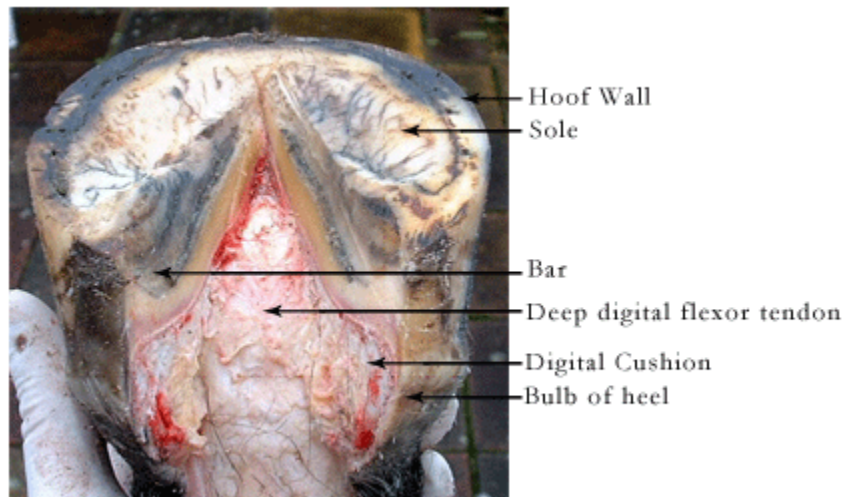 Hoof Wall
Sole
Bar
Deep digital flexor tendon
Digital Cushion
Bulb of heel